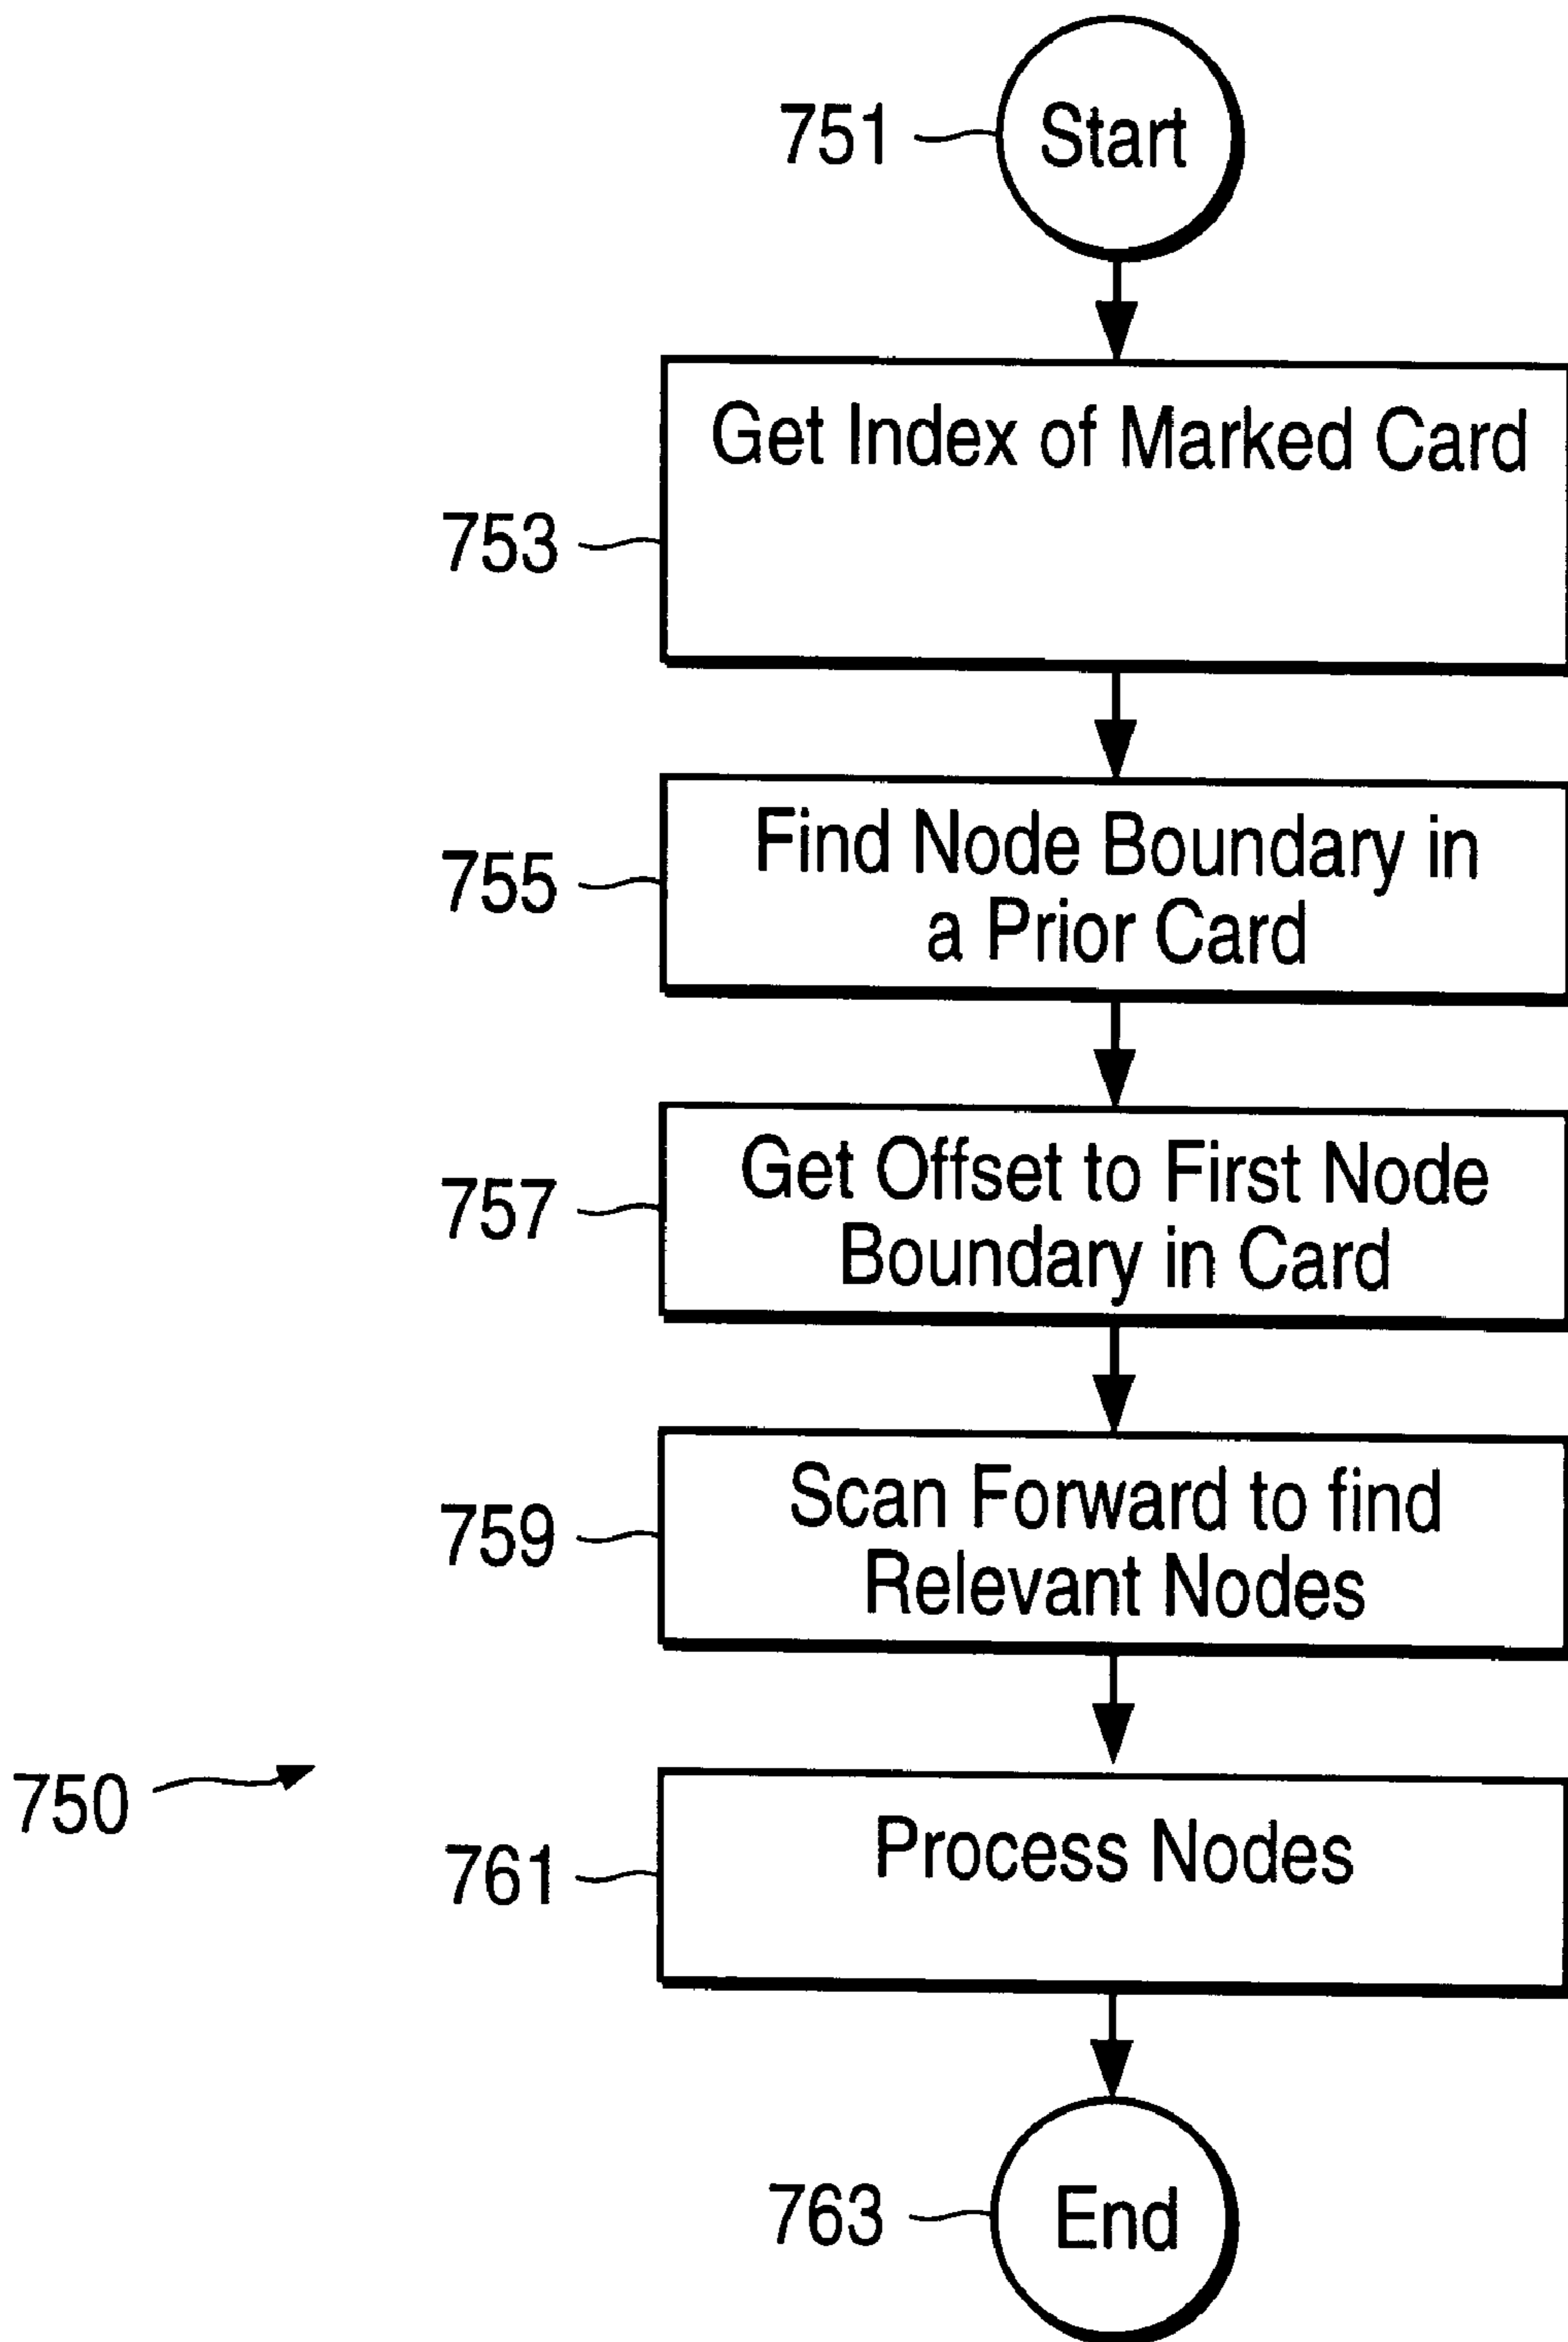 751
Start
Get Index of Marked Card
753
Find Node Boundary in
a Prior Card
755
Get Offset to First Node
Boundary in Card
757
Scan Forward to find
Relevant Nodes
759
750
Process Nodes
761
763
End